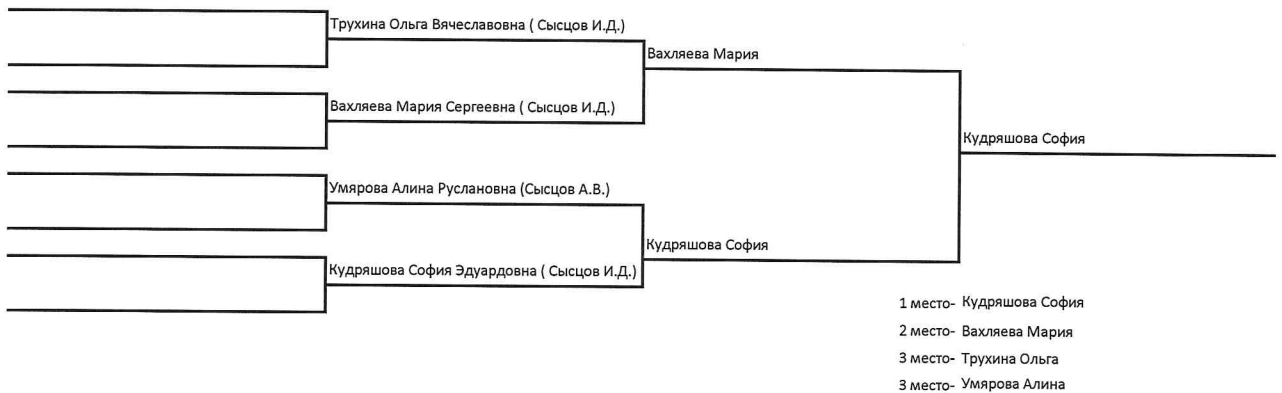 Трухина Ольга Вячеславовна ( Сысцов И.Д.)
Вахляева Мария
Вахляева Мария Сергеевна ( Сысцов И.Д.)
Кудряшова София
Умярова Алина Руслановна (Сысцов А.В.)
Кудряшова София
Кудряшова София Эдуардовна ( Сысцов И.Д.)
1 место- Кудряшова София
2 место- Вахляева Мария
3 место- Трухина Ольга
3 место- Умярова Алина